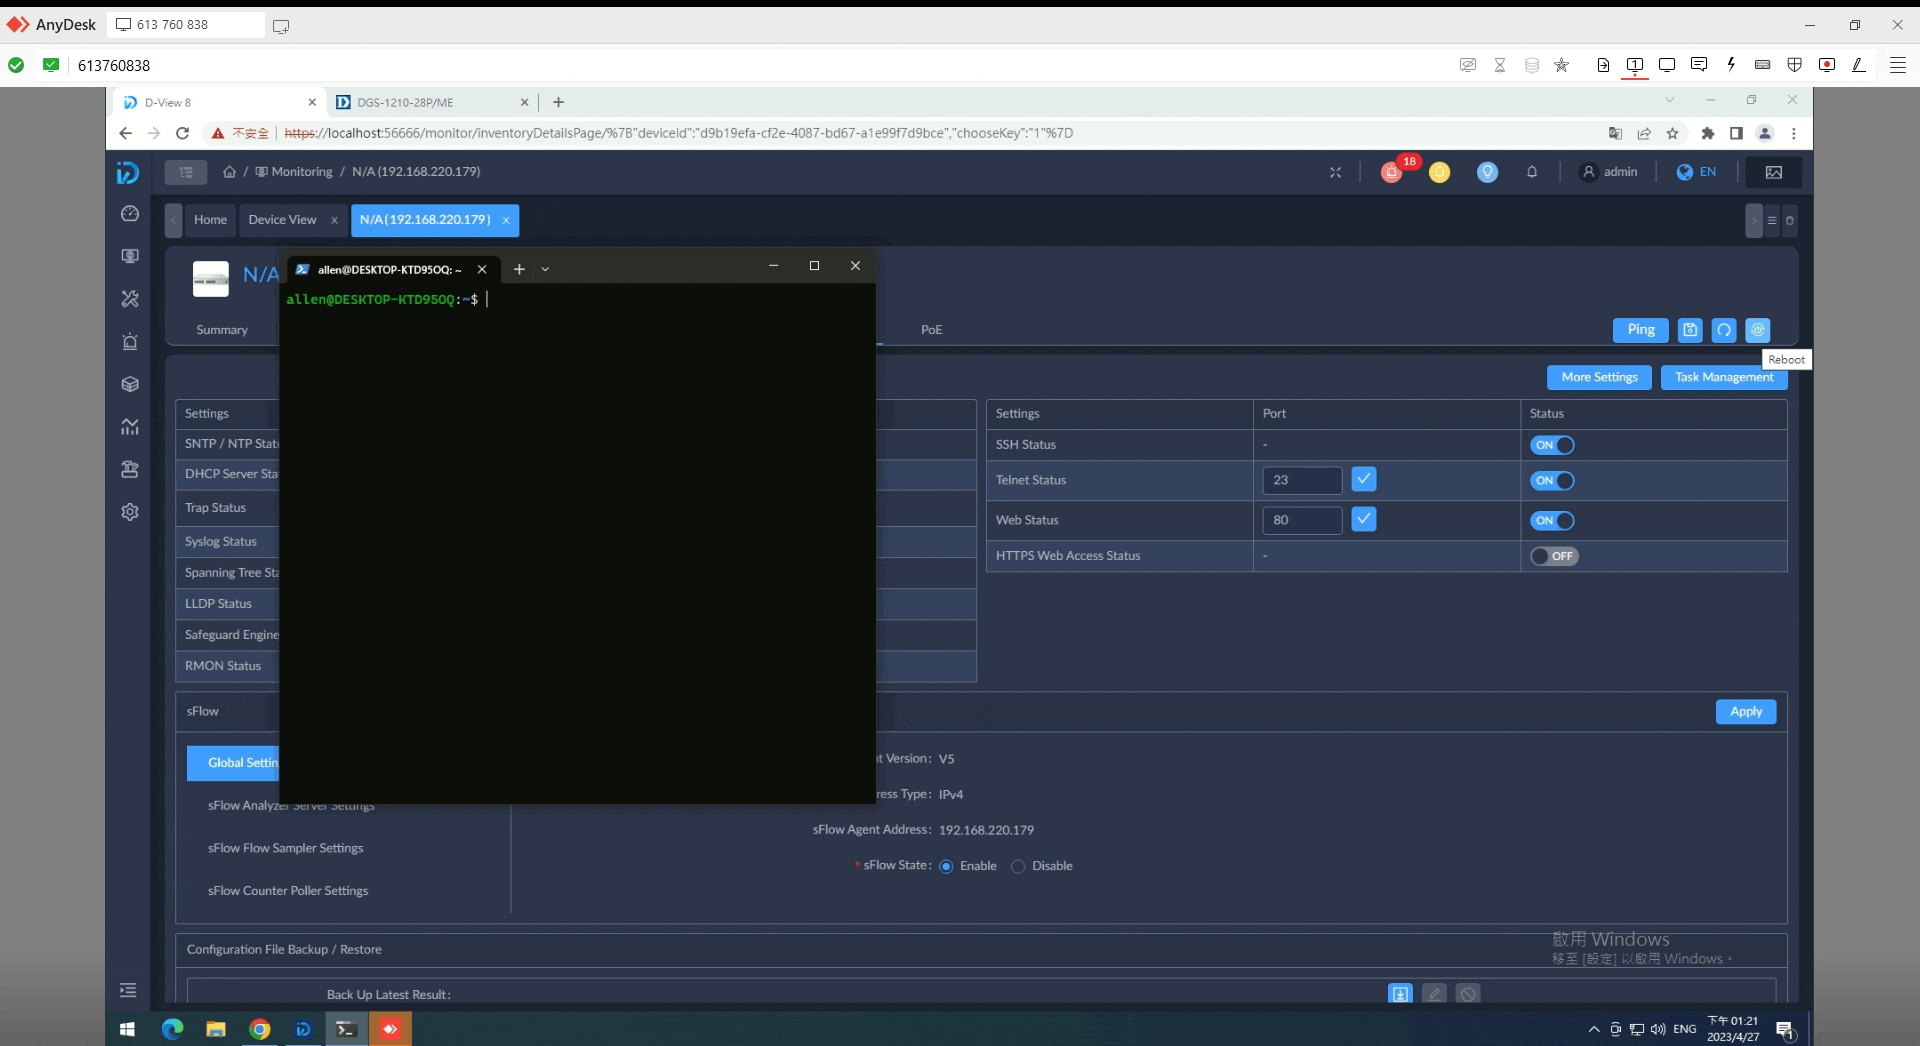 AnyDesk
613 760 838
613760838
D-View 8
DGS-1210-28P/ME
不安全
https://localhost:56666/monitor/inventoryDetailsPage/%7B"deviceId":"d9b19efa-cf2e-4087-bd67-a1e99f7d9bce","chooseKey":"1"%7D
/ Monitoring / N/A (192.168.220.179)
18
admin
EN
Home
Device View
N/A(192.168.220.179)
N/A
allen@DESKTOP-KTD95OQ: ~
allen@DESKTOP-KTD95OQ:~$
Summary
PoE
Ping
Reboot
More Settings
Task Management
Settings
SNTP / NTP Stat
DHCP Server Sta
Trap Status
Syslog Status
Spanning Tree Sta
LLDP Status
Safeguard Engine
RMON Status
Settings Port Status
SSH Status - ON
Telnet Status 23 ON
Web Status 80 ON
HTTPS Web Access Status - OFF
sFlow
Apply
Global Settin
sFlow Analyzer Server Settings
sFlow Flow Sampler Settings
sFlow Counter Poller Settings
nt Version: V5
ress Type: IPv4
sFlow Agent Address: 192.168.220.179
* sFlow State: Enable Disable
Configuration File Backup / Restore
Back Up Latest Result:
啟用 Windows
移至 [設定] 以啟用 Windows。
ENG
下午 01:21
2023/4/27
1